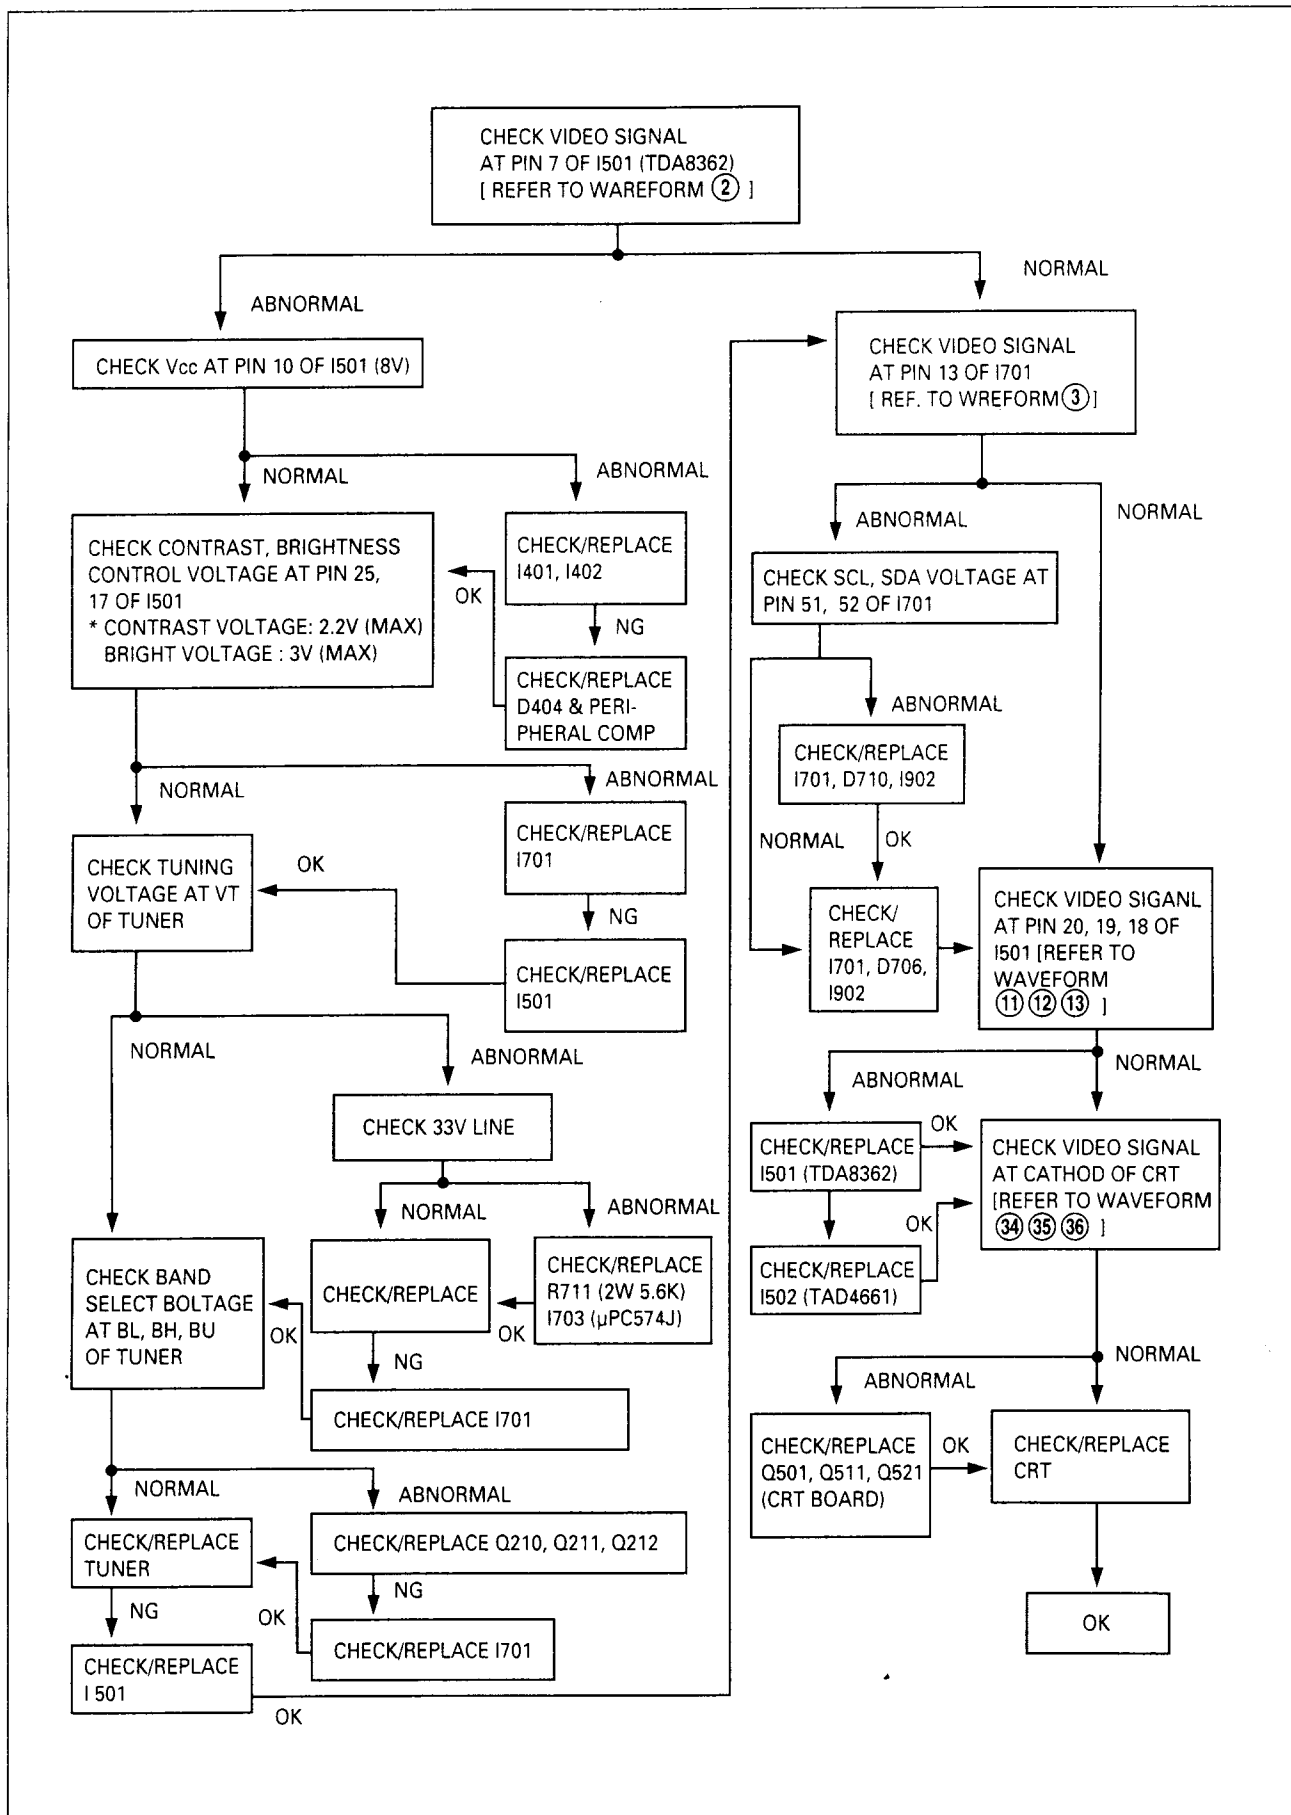 CHECK VIDEO SIGNAL
AT PIN 7 OF I501 (TDA8362)
[ REFER TO WAREFORM ② ]
ABNORMAL
NORMAL
CHECK Vcc AT PIN 10 OF I501 (8V)
NORMAL
ABNORMAL
CHECK CONTRAST, BRIGHTNESS
CONTROL VOLTAGE AT PIN 25,
17 OF I501
* CONTRAST VOLTAGE: 2.2V (MAX)
BRIGHT VOLTAGE : 3V (MAX)
OK
CHECK/REPLACE
I401, I402
NG
CHECK/REPLACE
D404 & PERI-
PHERAL COMP
NORMAL
ABNORMAL
CHECK TUNING
VOLTAGE AT VT
OF TUNER
OK
CHECK/REPLACE
I701
NG
CHECK/REPLACE
I501
NORMAL
ABNORMAL
CHECK 33V LINE
NORMAL
ABNORMAL
CHECK BAND
SELECT BOLTAGE
AT BL, BH, BU
OF TUNER
OK
CHECK/REPLACE
OK
CHECK/REPLACE
R711 (2W 5.6K)
I703 (µPC574J)
NG
CHECK/REPLACE I701
NORMAL
ABNORMAL
CHECK/REPLACE
TUNER
CHECK/REPLACE Q210, Q211, Q212
NG
NG
OK
CHECK/REPLACE I701
CHECK/REPLACE
I 501
OK
CHECK VIDEO SIGNAL
AT PIN 13 OF I701
[ REF. TO WREFORM ③ ]
ABNORMAL
NORMAL
CHECK SCL, SDA VOLTAGE AT
PIN 51, 52 OF I701
ABNORMAL
CHECK/REPLACE
I701, D710, I902
NORMAL
OK
CHECK/
REPLACE
I701, D706,
I902
CHECK VIDEO SIGANL
AT PIN 20, 19, 18 OF
I501 [REFER TO
WAVEFORM
⑪ ⑫ ⑬ ]
ABNORMAL
NORMAL
CHECK/REPLACE
I501 (TDA8362)
OK
CHECK VIDEO SIGNAL
AT CATHOD OF CRT
[REFER TO WAVEFORM
㉞ ㉟ ㊱ ]
OK
CHECK/REPLACE
I502 (TAD4661)
ABNORMAL
NORMAL
CHECK/REPLACE
Q501, Q511, Q521
(CRT BOARD)
OK
CHECK/REPLACE
CRT
OK